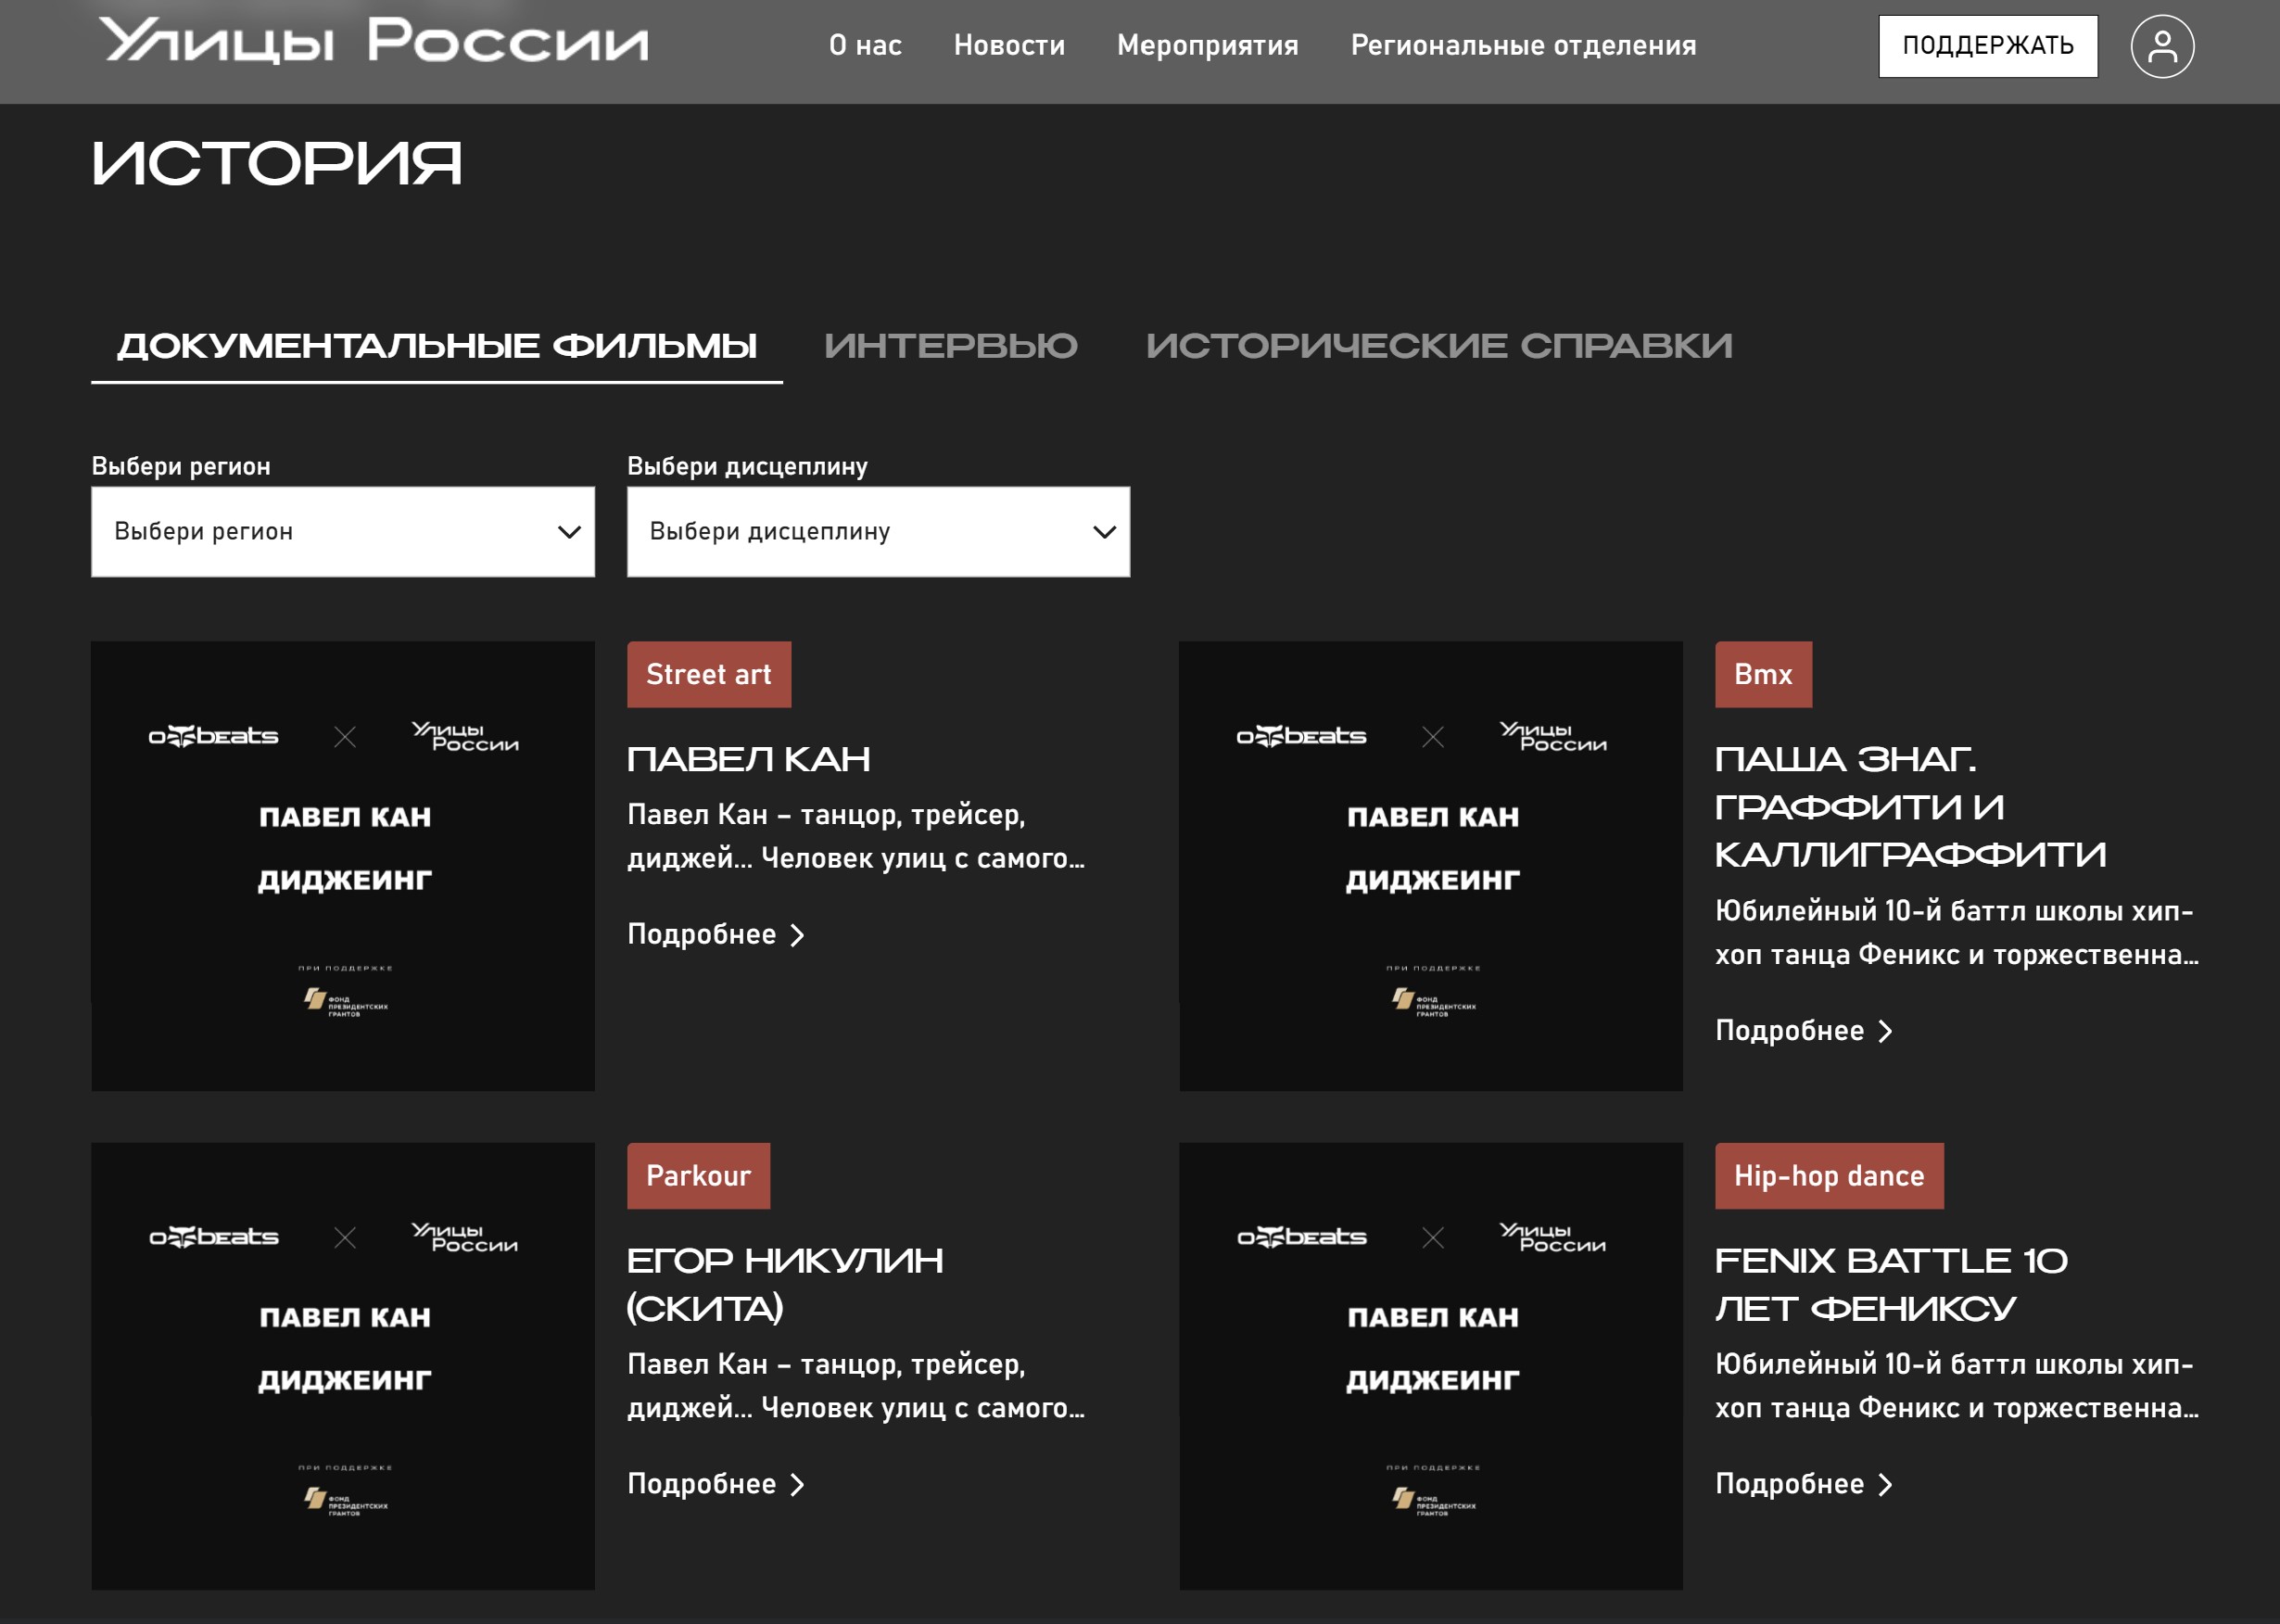 Улицы России
О нас
Новости
Мероприятия
Региональные отделения
ПОДДЕРЖАТЬ
ИСТОРИЯ
ДОКУМЕНТАЛЬНЫЕ ФИЛЬМЫ
ИНТЕРВЬЮ
ИСТОРИЧЕСКИЕ СПРАВКИ
Выбери регион
Выбери регион
Выбери дисцеплину
Выбери дисцеплину
offbeats
Улицы
России
ПАВЕЛ КАН
ДИДЖЕИНГ
ПРИ ПОДДЕРЖКЕ
ФОНД
ПРЕЗИДЕНТСКИХ
ГРАНТОВ
Street art
ПАВЕЛ КАН
Павел Кан – танцор, трейсер,
диджей... Человек улиц с самого...
Подробнее
offbeats
Улицы
России
ПАВЕЛ КАН
ДИДЖЕИНГ
ПРИ ПОДДЕРЖКЕ
ФОНД
ПРЕЗИДЕНТСКИХ
ГРАНТОВ
Bmx
ПАША ЗНАГ.
ГРАФФИТИ И
КАЛЛИГРАФФИТИ
Юбилейный 10-й баттл школы хип-
хоп танца Феникс и торжественна...
Подробнее
offbeats
Улицы
России
ПАВЕЛ КАН
ДИДЖЕИНГ
ПРИ ПОДДЕРЖКЕ
ФОНД
ПРЕЗИДЕНТСКИХ
ГРАНТОВ
Parkour
ЕГОР НИКУЛИН
(СКИТА)
Павел Кан – танцор, трейсер,
диджей... Человек улиц с самого...
Подробнее
offbeats
Улицы
России
ПАВЕЛ КАН
ДИДЖЕИНГ
ПРИ ПОДДЕРЖКЕ
ФОНД
ПРЕЗИДЕНТСКИХ
ГРАНТОВ
Hip-hop dance
FENIX BATTLE 10
ЛЕТ ФЕНИКСУ
Юбилейный 10-й баттл школы хип-
хоп танца Феникс и торжественна...
Подробнее